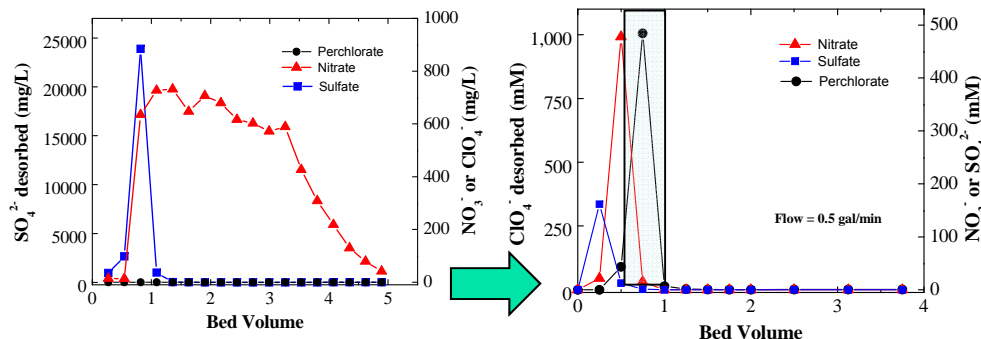 SO₄²⁻ desorbed (mg/L)
25000
20000
15000
10000
5000
0
Perchlorate
Nitrate
Sulfate
1000
800
600
400
200
0
NO₃⁻ or ClO₄⁻ (mg/L)
0 1 2 3 4 5
Bed Volume
ClO₄⁻ desorbed (mM)
1,000
750
500
250
0
Nitrate
Sulfate
Perchlorate
Flow = 0.5 gal/min
500
400
300
200
100
0
NO₃⁻ or SO₄²⁻ (mM)
0 1 2 3 4
Bed Volume